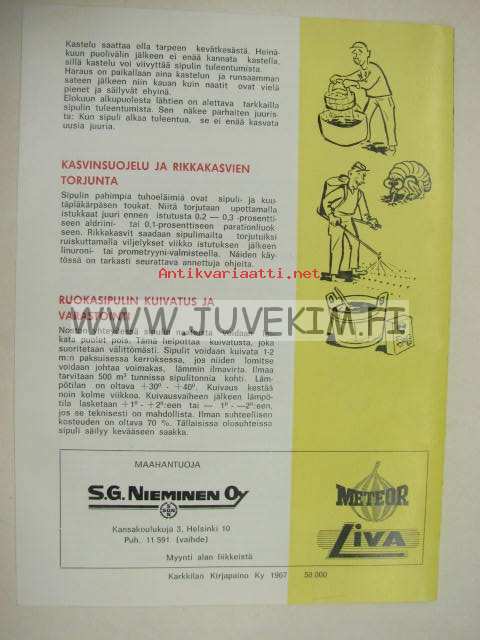 Kastelu saattaa olla tarpeen kevätkesästä. Heinä-
kuun puolivälin jälkeen ei enää kannata kastella,
sillä kastelu voi viivyttää sipulin tuleentumista.
Haraus on paikallaan aina kastelun ja runsaamman
sateen jälkeen niin kauan kuin naatit ovat vielä
pienet ja säilyvät ehyinä.
Elokuun alkupuolesta lähtien on alettava tarkkailla
sipulin tuleentumista. Sen näkee parhaiten juuris-
ta: Kun sipuli alkaa tuleentua, se ei enää kasvata
uusia juuria.
KASVINSUOJELU JA RIKKAKASVIEN
TORJUNTA
Sipulin pahimpia tuhoeläimiä ovat sipuli- ja kuu-
täpläkärpäsen toukat. Niitä torjutaan upottamalla
istukkaat juuri ennen istutusta 0,2 — 0,3 -prosentti-
seen aldriini- tai 0,1-prosenttiseen parationliuok-
seen. Rikkakasvit saadaan sipulimailta torjutuiksi
ruiskuttamalla viljelykset viikko istutuksen jälkeen
linuroni- tai prometryyni-valmisteella. Näiden käy-
tössä on tarkasti seurattava annettuja ohjeita.
Antikvariaatti.net
RUOKASIPULIN KUIVATUS JA
VARASTOINTI
WWW.JUVEKIM.FI
sipulin naateista voidaan
kata puolet pois. Tämä helpottaa kuivatusta, joka
suoritetaan välittömästi. Sipulit voidaan kuivata 1-2
m:n paksuisessa kerroksessa, jos niiden lomitse
voidaan johtaa voimakas, lämmin ilmavirta. Ilmaa
tarvitaan 500 m³ tunnissa sipulitonnia kohti. Läm-
pötilan on oltava +30° - +40°. Kuivaus kestää
noin kolme viikkoa. Kuivausvaiheen jälkeen lämpö-
tila lasketaan +1° - +2°:een tai — 1° - —2°:een,
jos se teknisesti on mahdollista. Ilman suhteellisen
kosteuden on oltava 70 %. Tällaisissa olosuhteissa
sipuli säilyy kevääseen saakka.
MAAHANTUOJA
S.G. NIEMINEN OY
Kansakoulukuja 3, Helsinki 10
Puh. 11 591 (vaihde)
Myynti alan liikkeistä
METEOR
LIVA
Karkkilan Kirjapaino Ky 1967 50 000